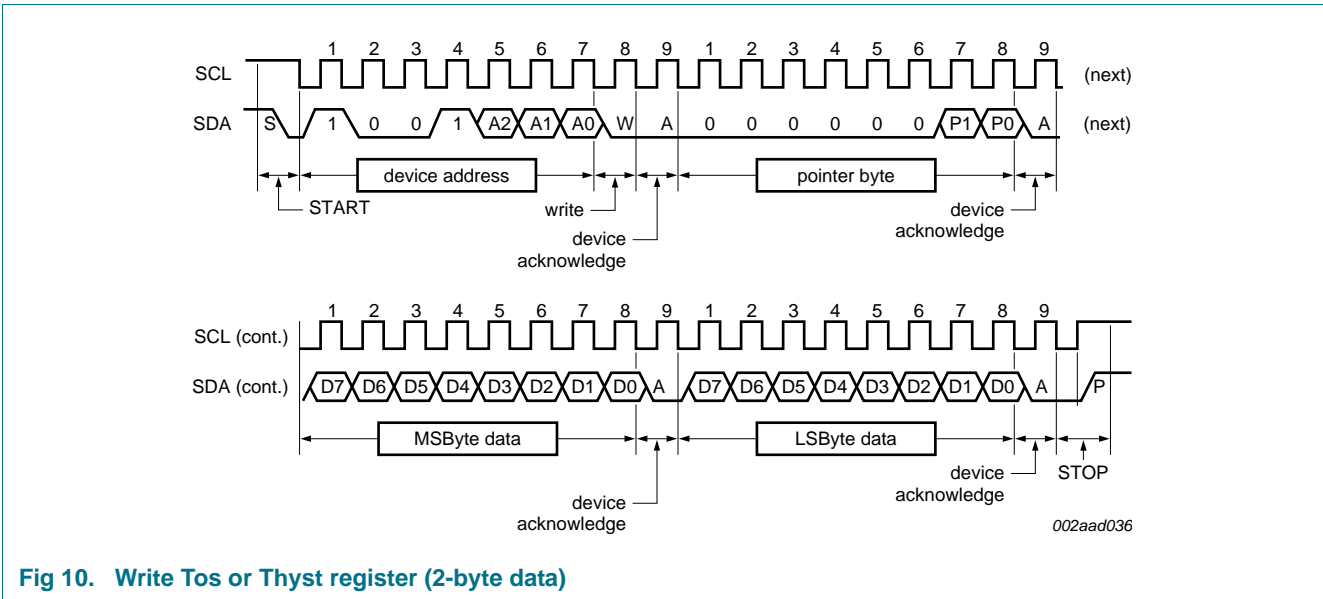 1 2 3 4 5 6 7 8 9 1 2 3 4 5 6 7 8 9
SCL (next)
SDA S 1 0 0 1 A2 A1 A0 W A 0 0 0 0 0 0 P1 P0 A (next)
device address pointer byte
START write device
device acknowledge
acknowledge
1 2 3 4 5 6 7 8 9 1 2 3 4 5 6 7 8 9
SCL (cont.)
SDA (cont.) D7 D6 D5 D4 D3 D2 D1 D0 A D7 D6 D5 D4 D3 D2 D1 D0 A P
MSByte data LSByte data
device STOP
device acknowledge
acknowledge 002aad036
Fig 10. Write Tos or Thyst register (2-byte data)